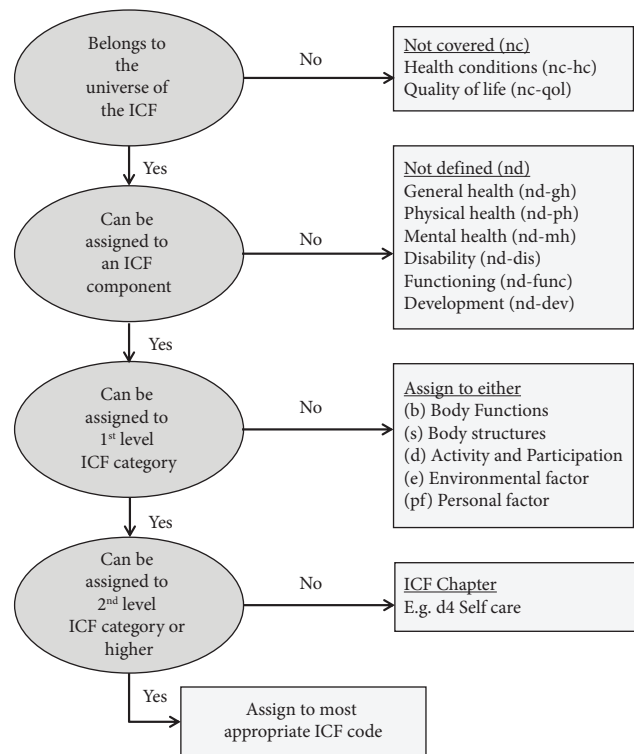 Belongs to
the
universe of
the ICF
No
Not covered (nc)
Health conditions (nc-hc)
Quality of life (nc-qol)
Yes
Can be
assigned to
an ICF
component
No
Not defined (nd)
General health (nd-gh)
Physical health (nd-ph)
Mental health (nd-mh)
Disability (nd-dis)
Functioning (nd-func)
Development (nd-dev)
Yes
Can be
assigned to
1st level
ICF category
No
Assign to either
(b) Body Functions
(s) Body structures
(d) Activity and Participation
(e) Environmental factor
(pf) Personal factor
Yes
Can be
assigned to
2nd level
ICF category or
higher
No
ICF Chapter
E.g. d4 Self care
Yes
Assign to most
appropriate ICF code